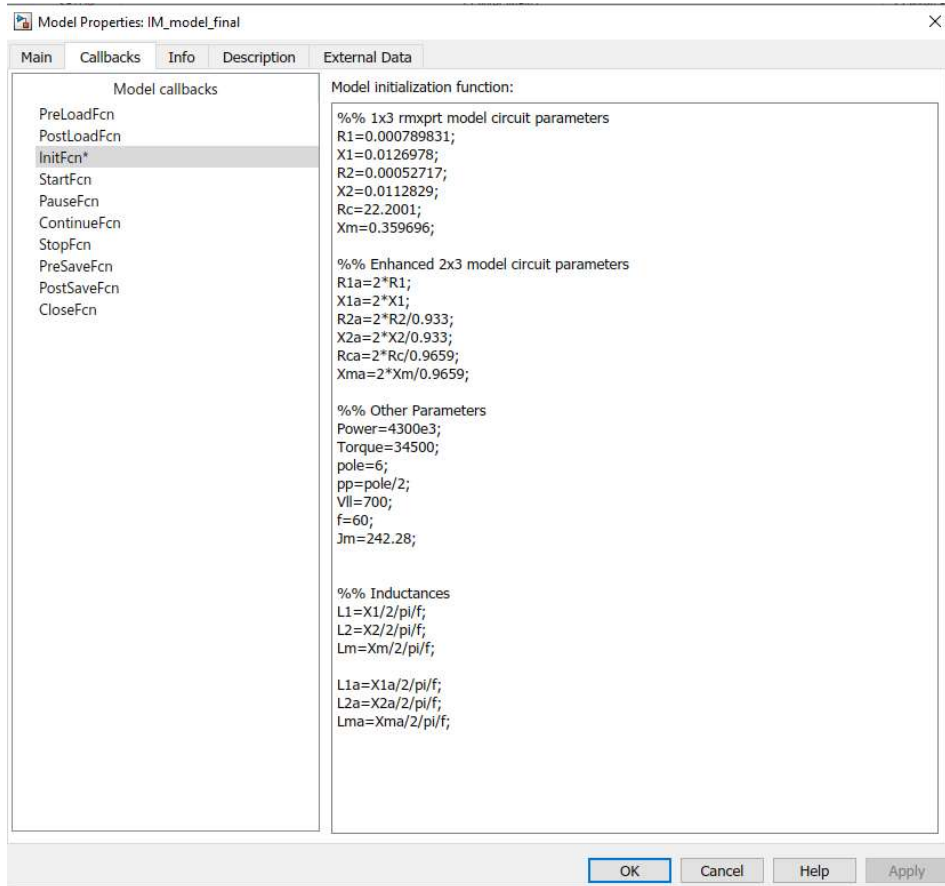 Model Properties: IM_model_final
Main Callbacks Info Description External Data
Model callbacks
PreLoadFcn
PostLoadFcn
InitFcn*
StartFcn
PauseFcn
ContinueFcn
StopFcn
PreSaveFcn
PostSaveFcn
CloseFcn
Model initialization function:
%% 1x3 rmxprt model circuit parameters
R1=0.000789831;
X1=0.0126978;
R2=0.00052717;
X2=0.0112829;
Rc=22.2001;
Xm=0.359696;
%% Enhanced 2x3 model circuit parameters
R1a=2*R1;
X1a=2*X1;
R2a=2*R2/0.933;
X2a=2*X2/0.933;
Rca=2*Rc/0.9659;
Xma=2*Xm/0.9659;
%% Other Parameters
Power=4300e3;
Torque=34500;
pole=6;
pp=pole/2;
Vll=700;
f=60;
Jm=242.28;
%% Inductances
L1=X1/2/pi/f;
L2=X2/2/pi/f;
Lm=Xm/2/pi/f;
L1a=X1a/2/pi/f;
L2a=X2a/2/pi/f;
Lma=Xma/2/pi/f;
OK Cancel Help Apply